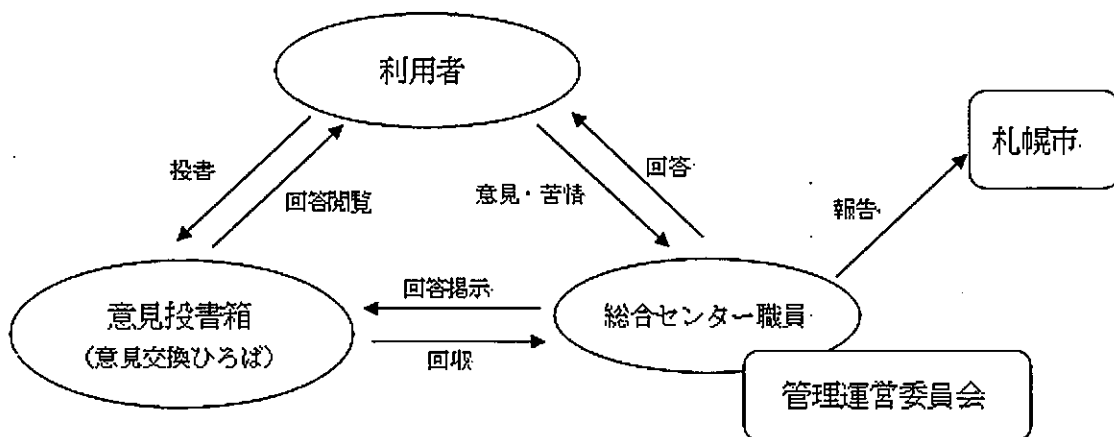 利用者
札幌市
投書
回答閲覧
意見・苦情
回答
報告
意見投書箱
(意見交換ひろば)
回答掲示
回収
総合センター職員
管理運営委員会